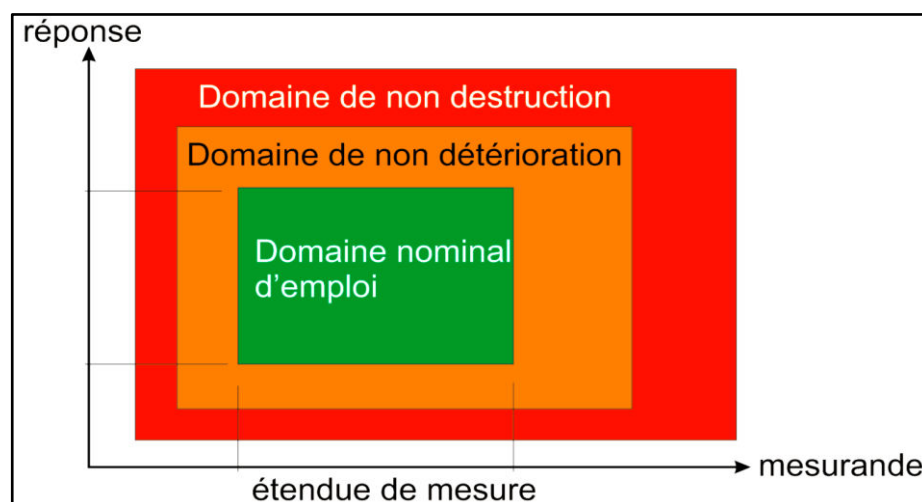 réponse
Domaine de non destruction
Domaine de non détérioration
Domaine nominal
d'emploi
mesurande
étendue de mesure